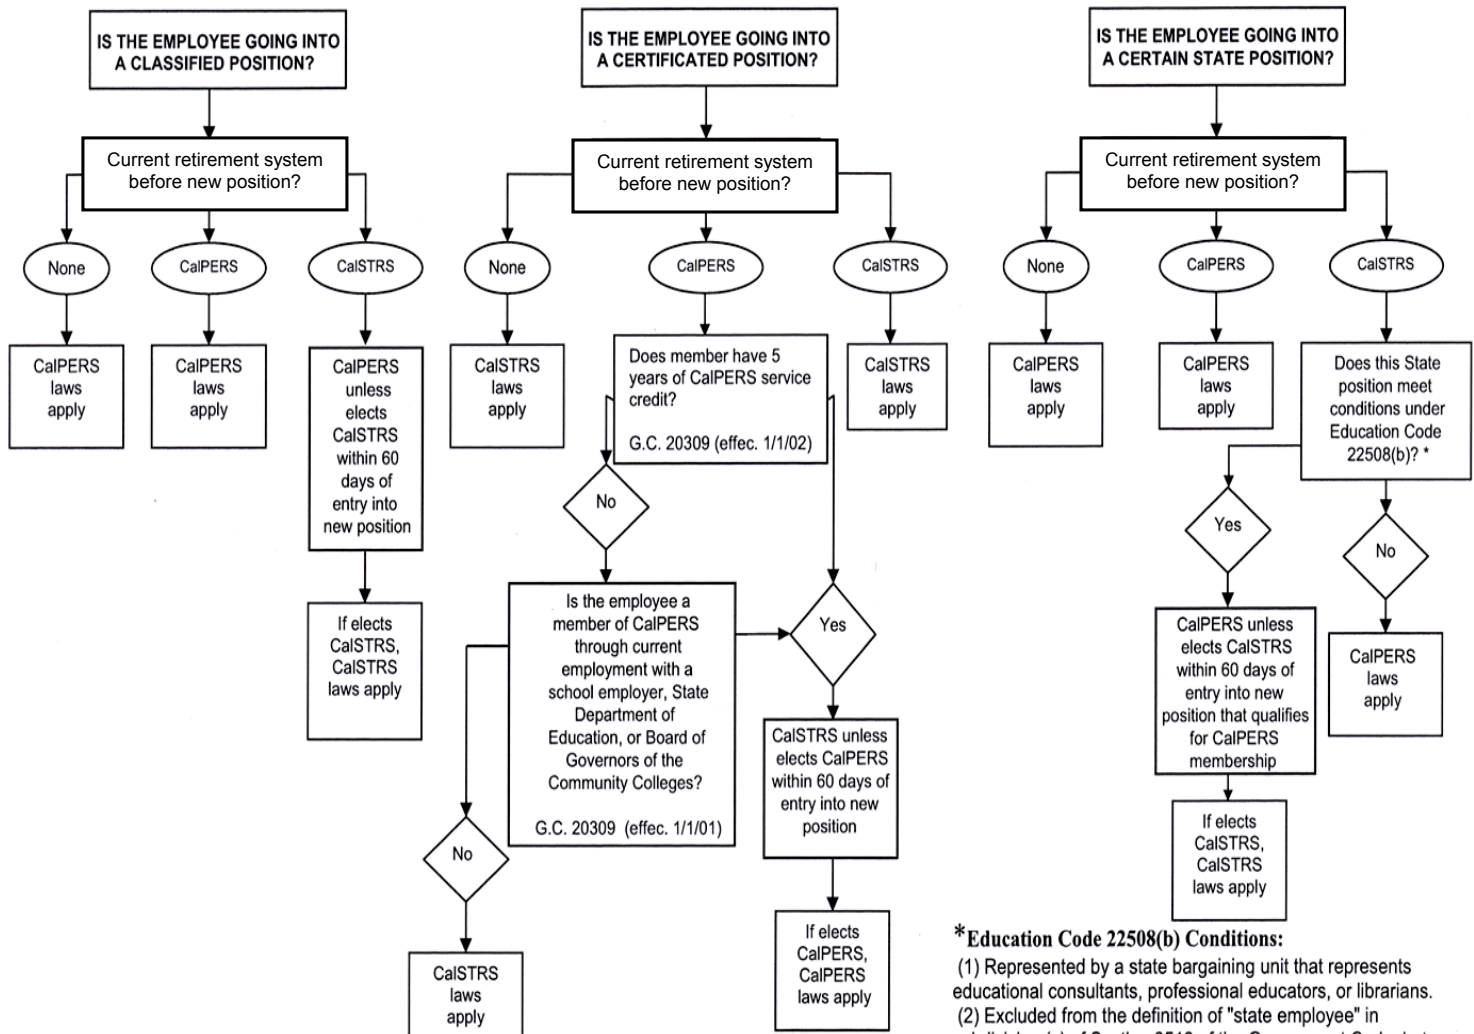 IS THE EMPLOYEE GOING INTO
A CLASSIFIED POSITION?
Current retirement system
before new position?
None
CalPERS
CalSTRS
CalPERS
laws
apply
CalPERS
laws
apply
CalPERS
unless
elects
CalSTRS
within 60
days of
entry into
new position
If elects
CalSTRS,
CalSTRS
laws apply
IS THE EMPLOYEE GOING INTO
A CERTIFICATED POSITION?
Current retirement system
before new position?
None
CalPERS
CalSTRS
CalSTRS
laws
apply
Does member have 5
years of CalPERS service
credit?
G.C. 20309 (effec. 1/1/02)
CalSTRS
laws
apply
No
Is the employee a
member of CalPERS
through current
employment with a
school employer, State
Department of
Education, or Board of
Governors of the
Community Colleges?
G.C. 20309 (effec. 1/1/01)
Yes
No
CalSTRS
laws
apply
CalSTRS unless
elects CalPERS
within 60 days of
entry into new
position
If elects
CalPERS,
CalPERS
laws apply
IS THE EMPLOYEE GOING INTO
A CERTAIN STATE POSITION?
Current retirement system
before new position?
None
CalPERS
CalSTRS
CalPERS
laws
apply
CalPERS
laws
apply
Does this State
position meet
conditions under
Education Code
22508(b)? *
Yes
No
CalPERS unless
elects CalSTRS
within 60 days of
entry into new
position that qualifies
for CalPERS
membership
CalPERS
laws
apply
If elects
CalSTRS,
CalSTRS
laws apply
*Education Code 22508(b) Conditions:
(1) Represented by a state bargaining unit that represents
educational consultants, professional educators, or librarians.
(2) Excluded from the definition of "state employee" in